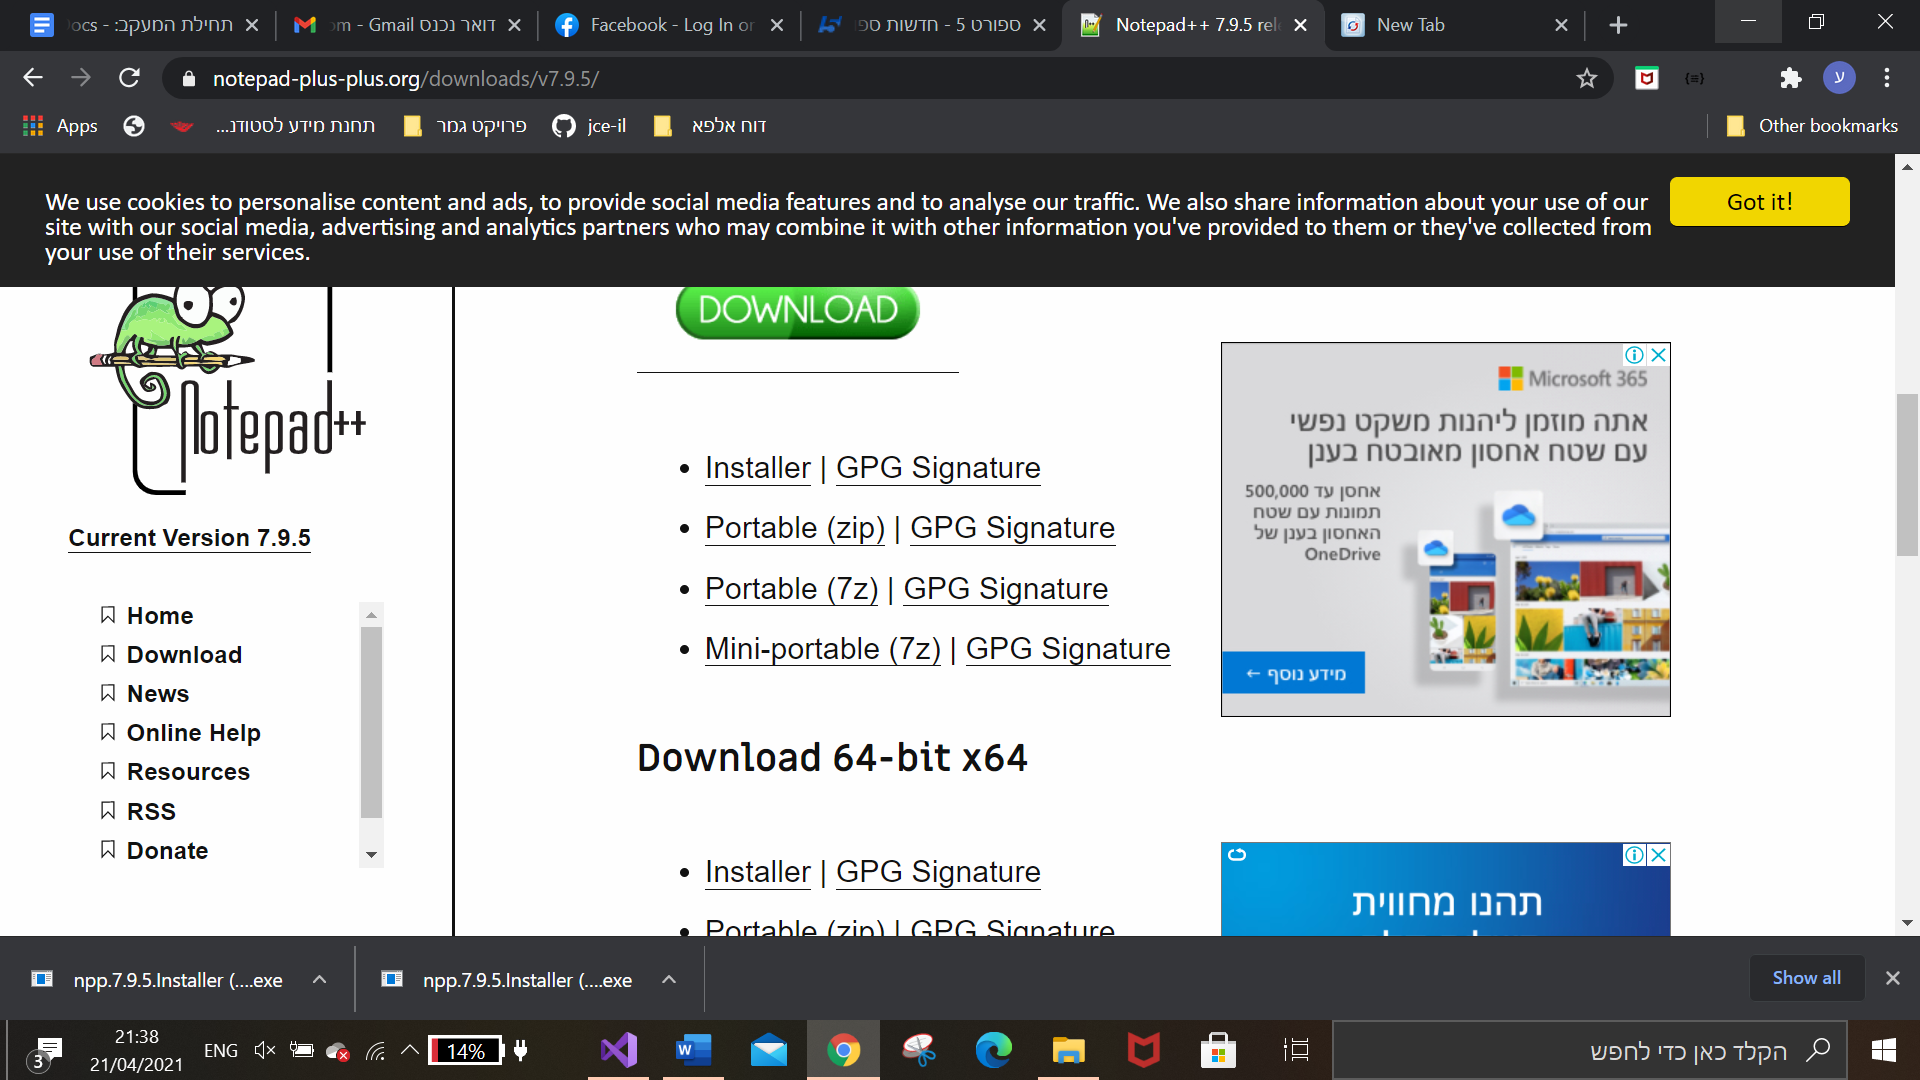 Docs - תחילת המעקב:
דואר נכנס - Gmail
Facebook - Log In or
ספורט 5 - חדשות ספו
Notepad++ 7.9.5 rel
New Tab
notepad-plus-plus.org/downloads/v7.9.5/
ע
Apps
תחנת מידע לסטודנ...
פרויקט גמר
jce-il
דוח אלפא
Other bookmarks
We use cookies to personalise content and ads, to provide social media features and to analyse our traffic. We also share information about your use of our
site with our social media, advertising and analytics partners who may combine it with other information you've provided to them or they've collected from
your use of their services.
Got it!
Notepad++
Current Version 7.9.5
Home
Download
News
Online Help
Resources
RSS
Donate
DOWNLOAD
Installer | GPG Signature
Portable (zip) | GPG Signature
Portable (7z) | GPG Signature
Mini-portable (7z) | GPG Signature
Download 64-bit x64
Installer | GPG Signature
Portable (zip) | GPG Signature
Microsoft 365
אתה מוזמן ליהנות משקט נפשי
עם שטח אחסון מאובטח בענן
אחסן עד 500,000
תמונות עם שטח
האחסון בענן של
OneDrive
מידע נוסף ←
תהנו מחווית
npp.7.9.5.Installer (....exe
npp.7.9.5.Installer (....exe
Show all
3
21:38
21/04/2021
ENG
14%
הקלד כאן כדי לחפש